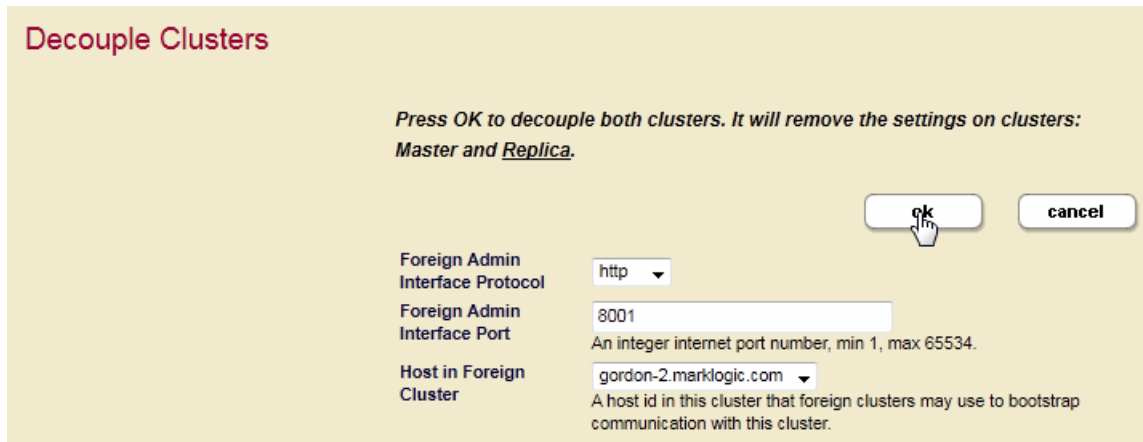 Decouple Clusters
Press OK to decouple both clusters. It will remove the settings on clusters:
Master and Replica.
ok
cancel
Foreign Admin
Interface Protocol
http
Foreign Admin
Interface Port
8001
An integer internet port number, min 1, max 65534.
Host in Foreign
Cluster
gordon-2.marklogic.com
A host id in this cluster that foreign clusters may use to bootstrap
communication with this cluster.